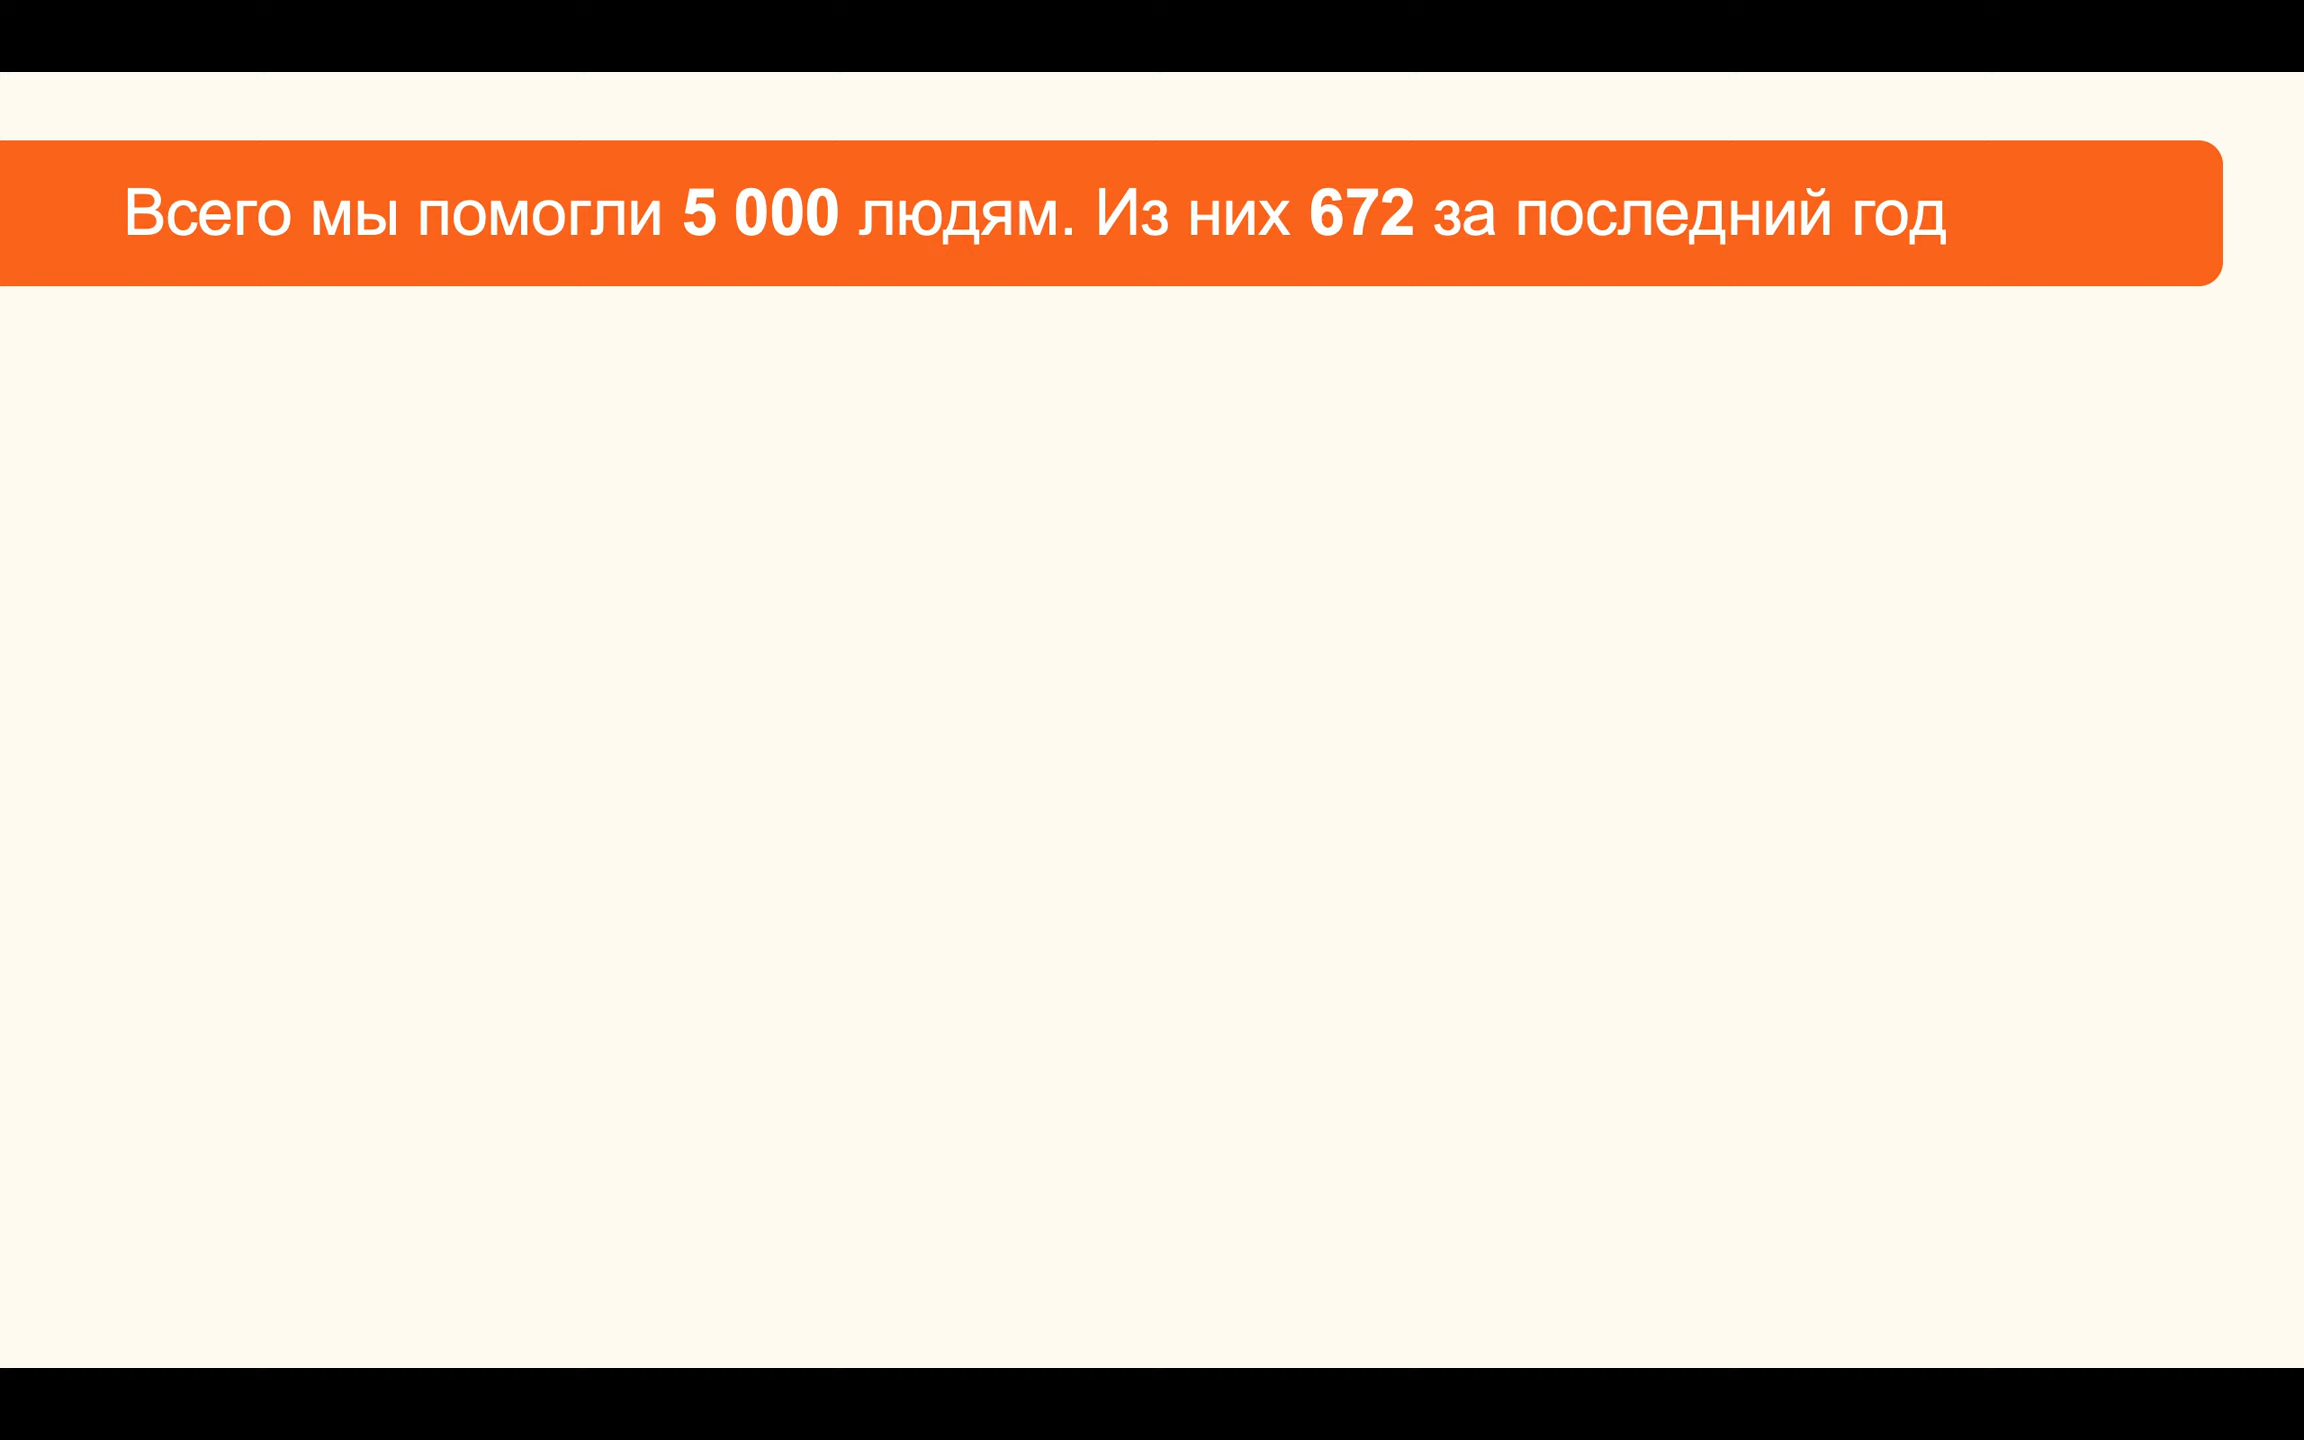 Всего мы помогли 5 000 людям. Из них 672 за последний год